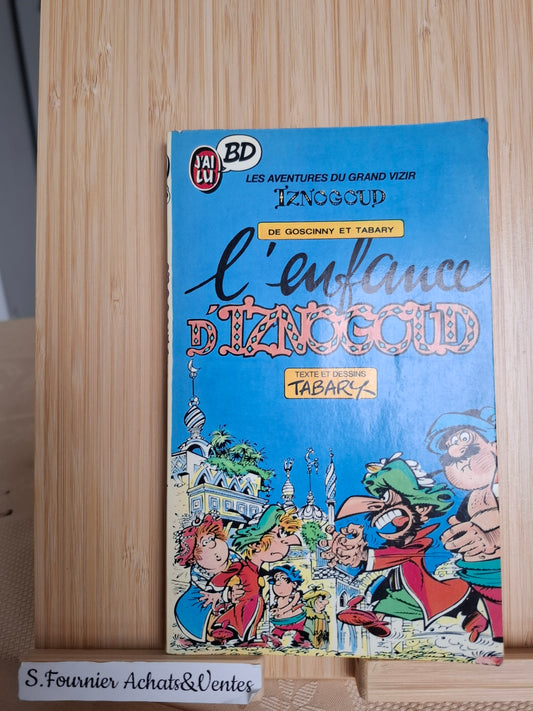 J'AI
LU
BD
LES AVENTURES DU GRAND VIZIR
IZNOGOUD
DE GOSCINNY ET TABARY
l'enfance
D'IZNOGOUD
TEXTE ET DESSINS
TABARY
S.Fournier Achats&Ventes